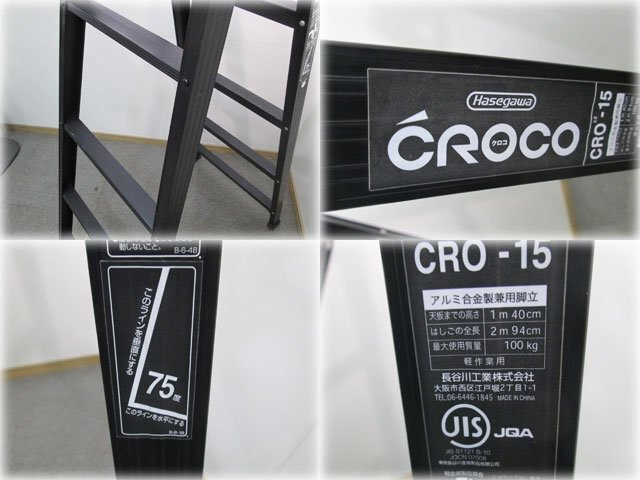 Hasegawa
CROCO
クロコ
CRO -15
動しないこと。
B-6-4B
このラインを垂直にする
75度
このラインを水平にする
CRO -15
アルミ合金製兼用脚立
天板までの高さ 1m 40cm
はしごの全長 2m 94cm
最大使用質量 100kg
軽作業用
長谷川工業株式会社
大阪市西区江戸堀2丁目1-1
TEL.06-6446-1845 MADE IN CHINA
JIS JQA